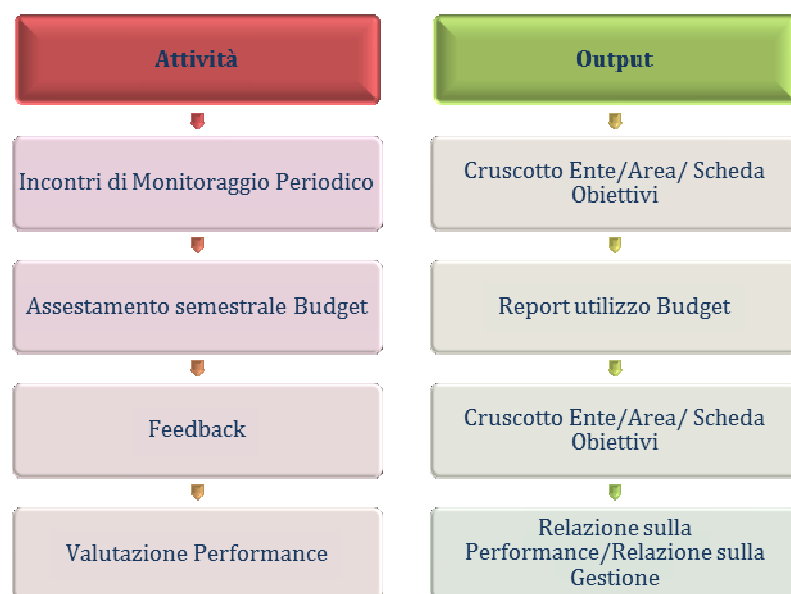 Attività
Output
Incontri di Monitoraggio Periodico
Cruscotto Ente/Area/ Scheda
Obiettivi
Assestamento semestrale Budget
Report utilizzo Budget
Feedback
Cruscotto Ente/Area/ Scheda
Obiettivi
Valutazione Performance
Relazione sulla
Performance/Relazione sulla
Gestione